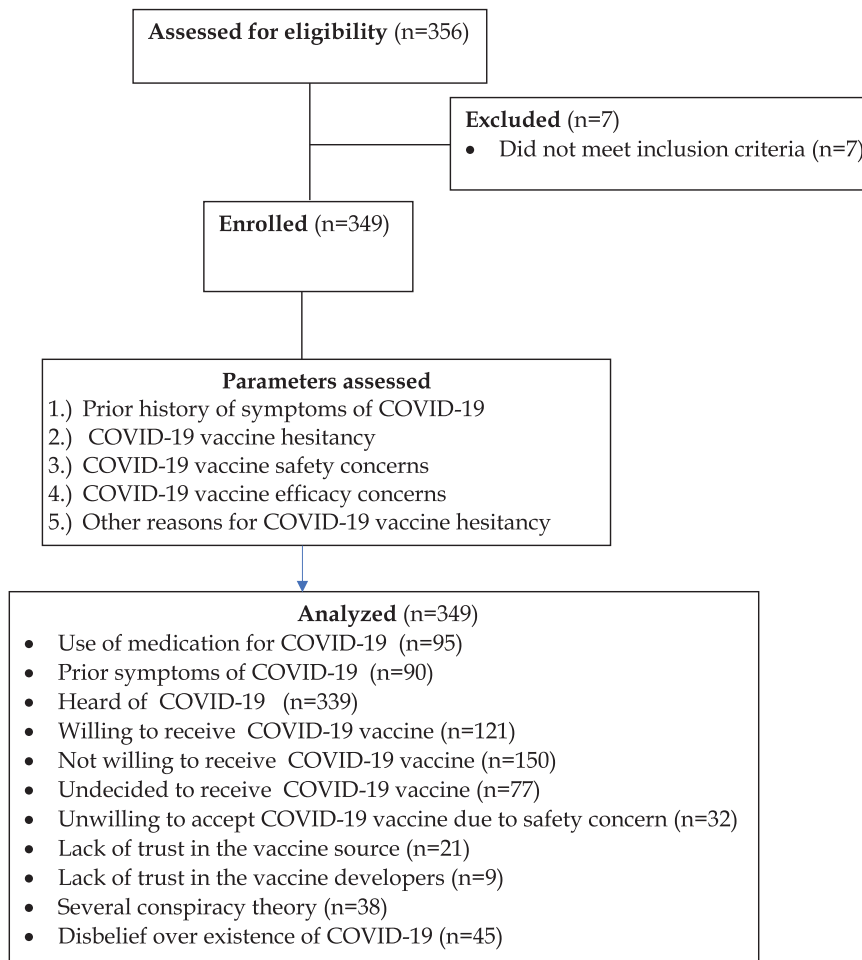 Assessed for eligibility (n=356)
Excluded (n=7)
• Did not meet inclusion criteria (n=7)
Enrolled (n=349)
Parameters assessed
1.) Prior history of symptoms of COVID-19
2.) COVID-19 vaccine hesitancy
3.) COVID-19 vaccine safety concerns
4.) COVID-19 vaccine efficacy concerns
5.) Other reasons for COVID-19 vaccine hesitancy
Analyzed (n=349)
• Use of medication for COVID-19 (n=95)
• Prior symptoms of COVID-19 (n=90)
• Heard of COVID-19 (n=339)
• Willing to receive COVID-19 vaccine (n=121)
• Not willing to receive COVID-19 vaccine (n=150)
• Undecided to receive COVID-19 vaccine (n=77)
• Unwilling to accept COVID-19 vaccine due to safety concern (n=32)
• Lack of trust in the vaccine source (n=21)
• Lack of trust in the vaccine developers (n=9)
• Several conspiracy theory (n=38)
• Disbelief over existence of COVID-19 (n=45)